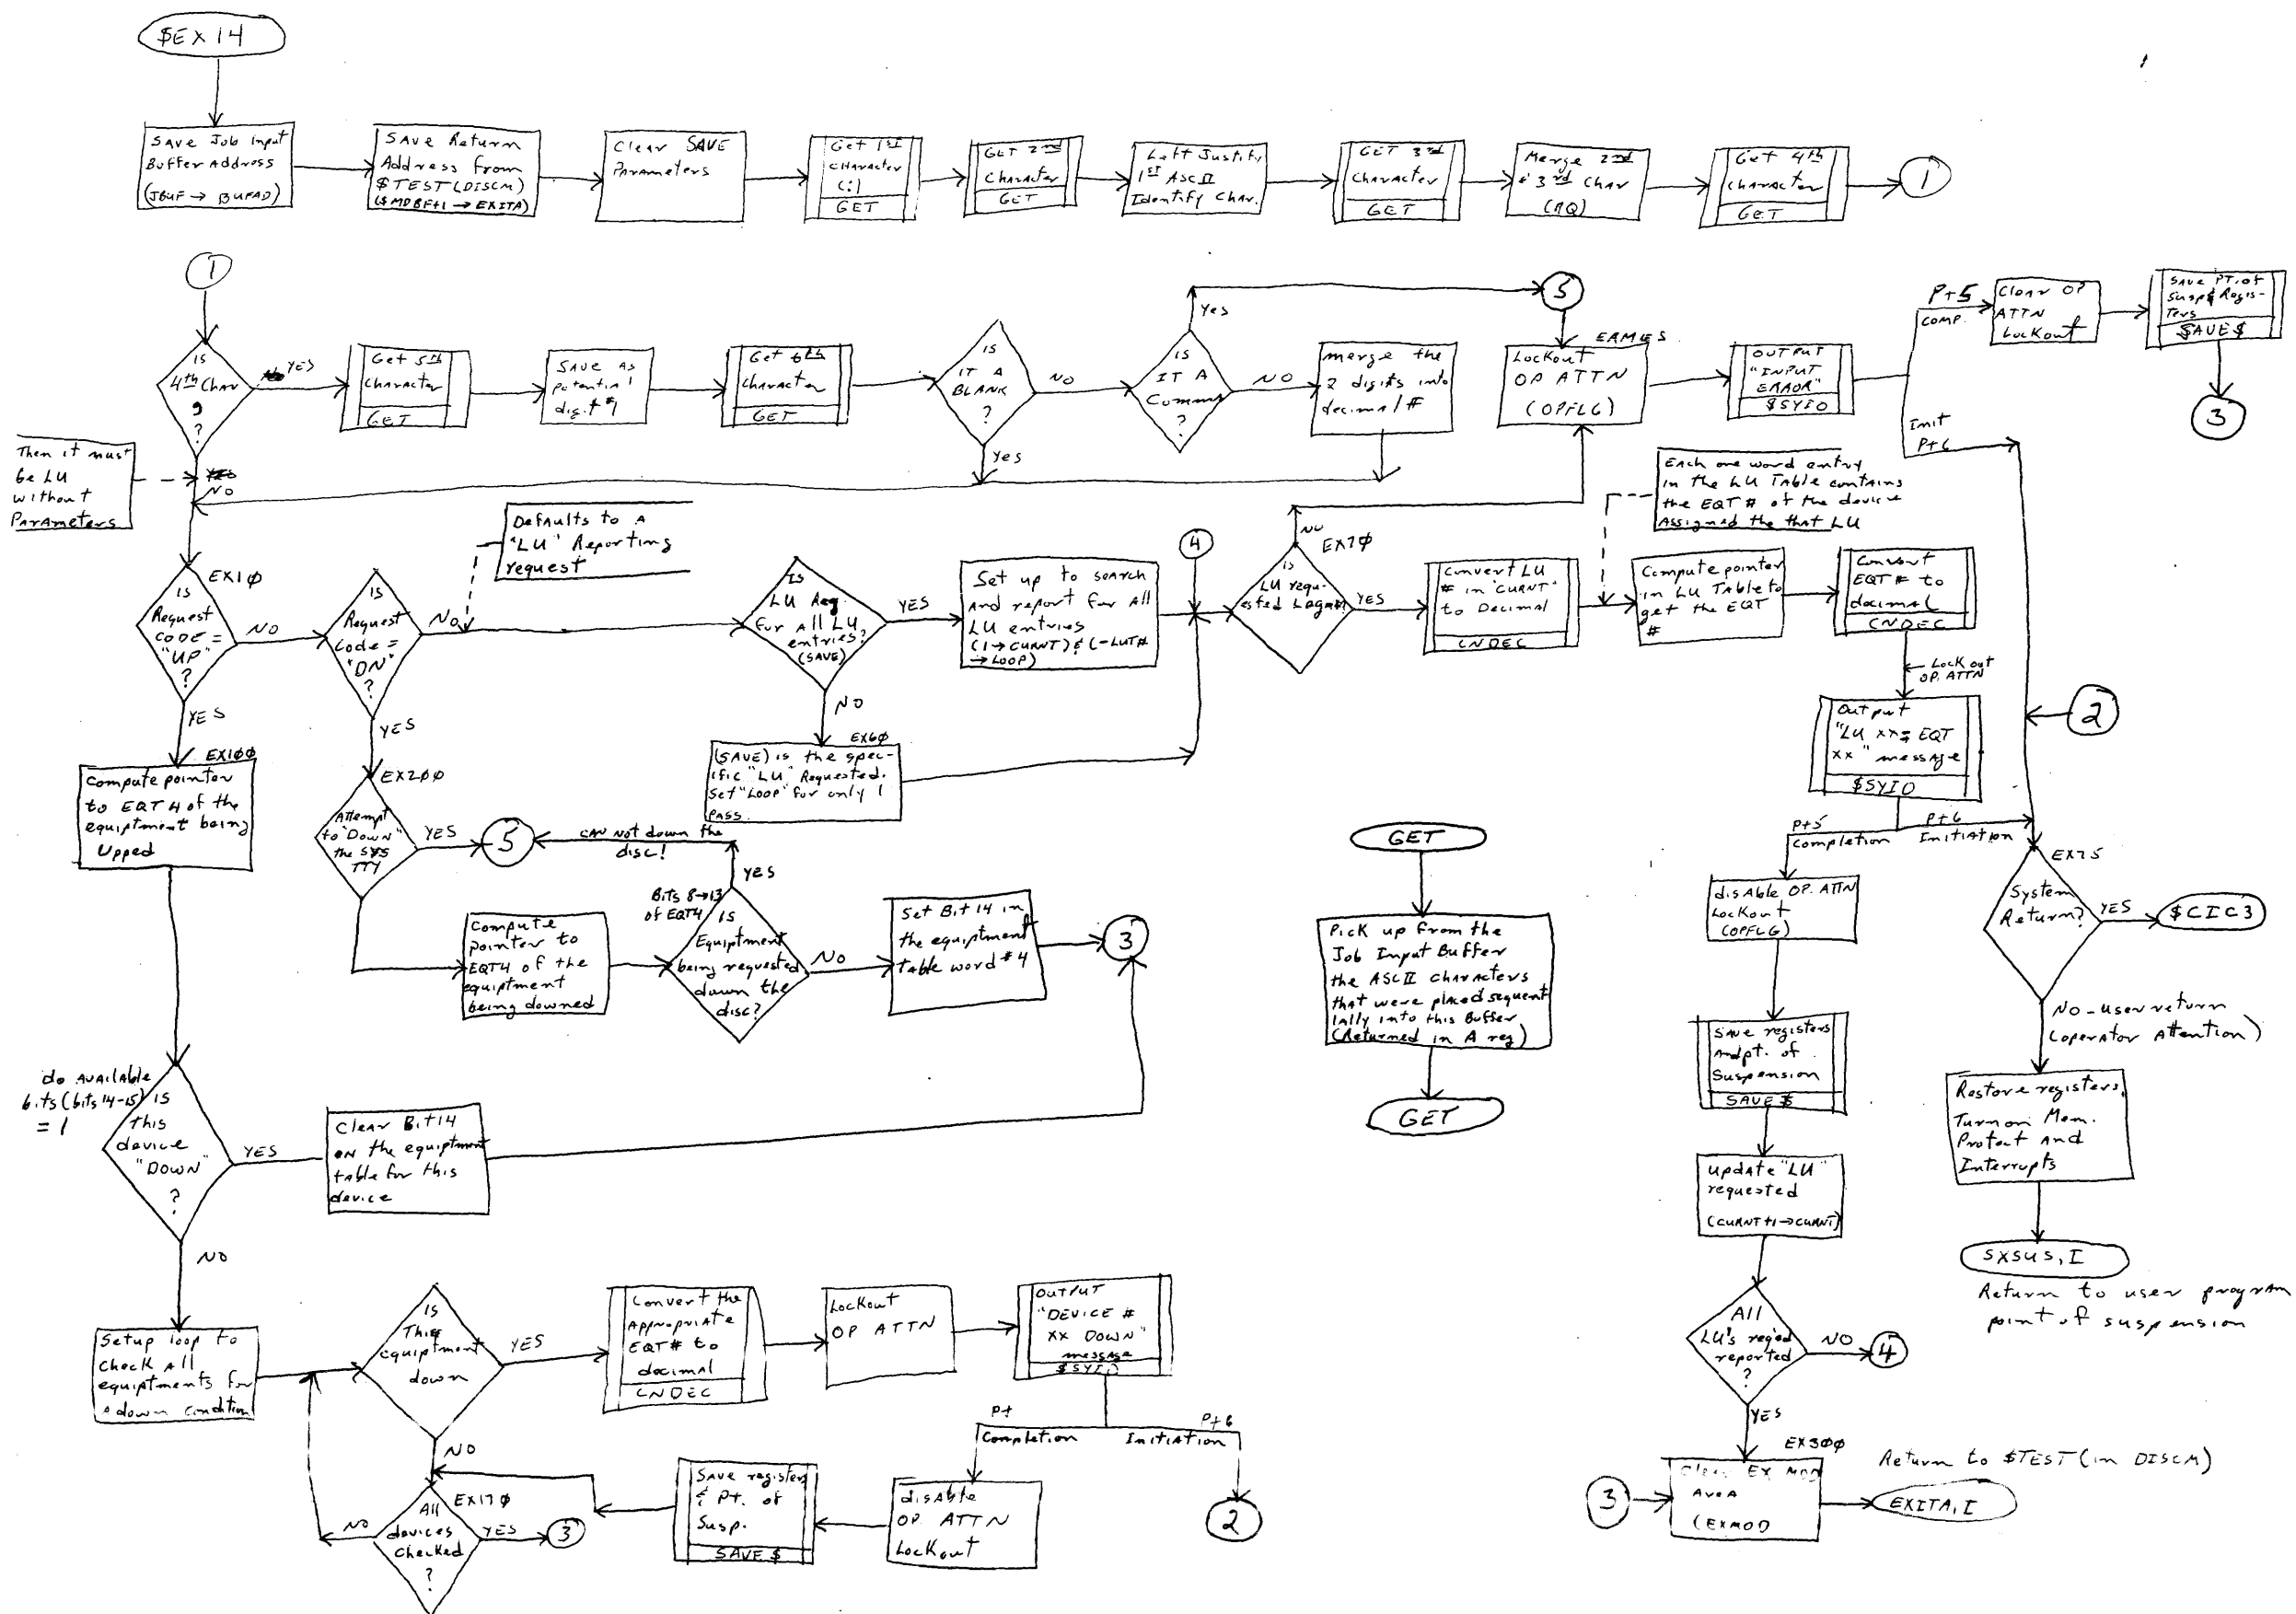 $EX14
SAVE Job Input
Buffer Address
(JBUF → BUFAD)
SAVE Return
Address from
$TEST (DISCM)
($MDBF+1 → EXITA)
Clear SAVE
Parameters
Get 1st
Character
(:)
GET
GET 2nd
Character
GET
Left Justify
1st ASCII
Identify Char.
GET 3rd
Character
GET
Merge 2nd
& 3rd Char
(AQ)
Get 4th
Character
GET
1
1
is
4th Char
,
?
YES
Get 5th
Character
GET
SAVE AS
potential
digit #1
Get 6th
Character
GET
IS
IT A
BLANK
?
NO
Yes
IS
IT A
Comma
?
NO
Yes
merge the
2 digits into
decimal #
5
ERMES
Lockout
OP ATTN
(OPFLG)
OUTPUT
"INPUT
ERROR"
$SYIO
P+5
COMP.
Clear OP
ATTN
Lockout
SAVE PT. of
Susp & Regis-
ters
SAVE$
3
Init
P+6
Then it must
be LU
without
Parameters
NO
Defaults to A
"LU" Reporting
request
Each one word entry
in the LU Table contains
the EQT # of the device
Assigned the that LU
EX10
is
Request
CODE =
"UP"
?
NO
YES
is
Request
Code =
"DN"
?
NO
YES
Is
LU Req.
for All LU
entries?
(SAVE)
YES
NO
Set up to search
And report for All
LU entries
(1→CURNT) & (-LUT#
→LOOP)
4
EX70
is
LU requ-
ested Legal?
NO
YES
Convert LU
# in 'CURNT'
to Decimal
CNDEC
Compute pointer
in LU Table to
get the EQT
#
Convert
EQT # to
decimal
CNDEC
Lock out
OP. ATTN
EX60
(SAVE) is the spec-
ific "LU" Requested.
Set "LOOP" for only 1
PASS.
Output
"LU XX = EQT
XX" message
$SYIO
2
P+5
Completion
P+6
Initiation
EX100
Compute pointer
to EQT4 of the
equiptment being
Upped
EX200
Attempt
to "Down"
the SYS
TTY
YES
5
CAN Not down the
disc!
YES
Compute
pointer to
EQT4 of the
equiptment
being downed
Bits 8→13
of EQT4
IS
Equiptment
being requested
down the
disc?
NO
Set Bit 14 in
the equiptment
table word #4
3
GET
Pick up from the
Job Input Buffer
the ASCII characters
that were placed sequent
ially into this Buffer
(Returned in A reg)
GET
disable OP. ATTN
Lockout
(OPFLG)
SAVE registers
And pt. of
Suspension
SAVE$
update "LU"
requested
(CURNT+1→CURNT)
All
LU's req'ed
reported
?
NO
4
YES
EX75
System
Return?
YES
$CIC3
No-user return
(operator Attention)
Restore registers,
Turn on Mem.
Protect And
Interrupts
SXSUS,I
Return to user program
point of suspension
do Available
bits (bits 14-15)
= 1
is
this
device
"DOWN"
?
YES
NO
Clear Bit 14
on the equiptment
table for this
device
Setup loop to
Check All
equiptments for
a down condition
IS
This
equiptment
down
YES
NO
Convert the
Appropriate
EQT # to
decimal
CNDEC
Lockout
OP ATTN
OUTPUT
"DEVICE #
XX DOWN"
message
$SYIO
P+
Completion
P+6
Initiation
2
disable
OP ATTN
Lockout
SAVE registers
& Pt. of
Susp.
SAVE$
EX170
All
devices
Checked
?
NO
YES
3
EX300
3
Clear EX MOD
Area
(EXMOD
Return to $TEST (in DISCM)
EXITA,I